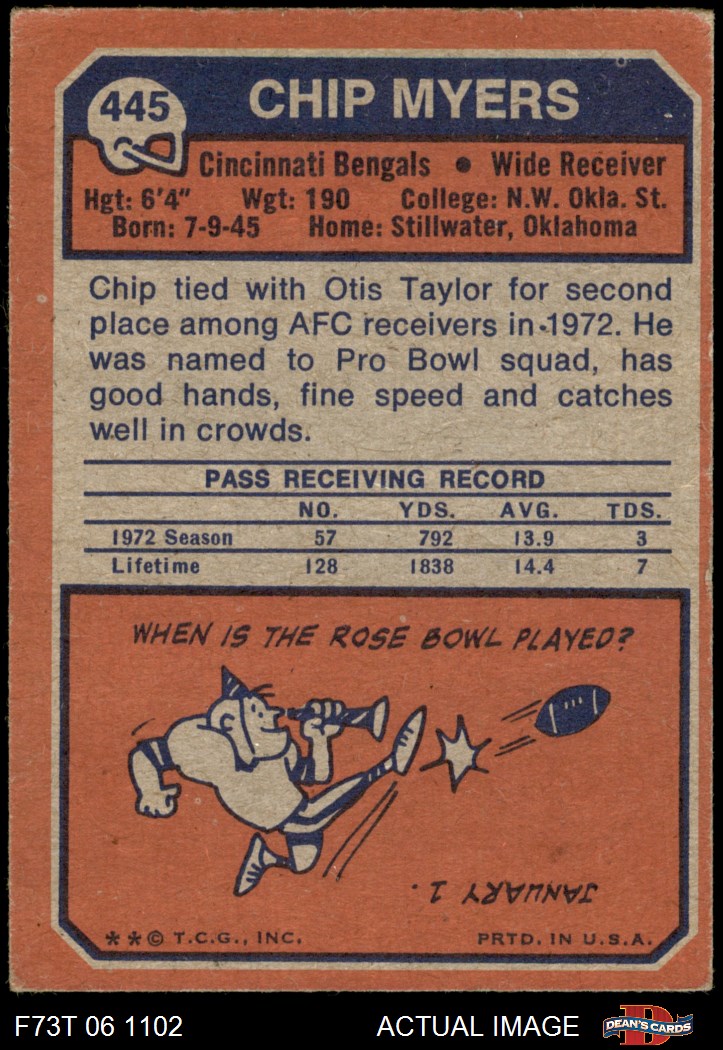 445
CHIP MYERS
Cincinnati Bengals • Wide Receiver
Hgt: 6'4" Wgt: 190 College: N.W. Okla. St.
Born: 7-9-45 Home: Stillwater, Oklahoma
Chip tied with Otis Taylor for second
place among AFC receivers in 1972. He
was named to Pro Bowl squad, has
good hands, fine speed and catches
well in crowds.
PASS RECEIVING RECORD
NO. YDS. AVG. TDS.
1972 Season 57 792 13.9 3
Lifetime 128 1838 14.4 7
WHEN IS THE ROSE BOWL PLAYED?
JANUARY 1.
**© T.C.G., INC. PRTD. IN U.S.A.
F73T 06 1102 ACTUAL IMAGE DEAN'S CARDS